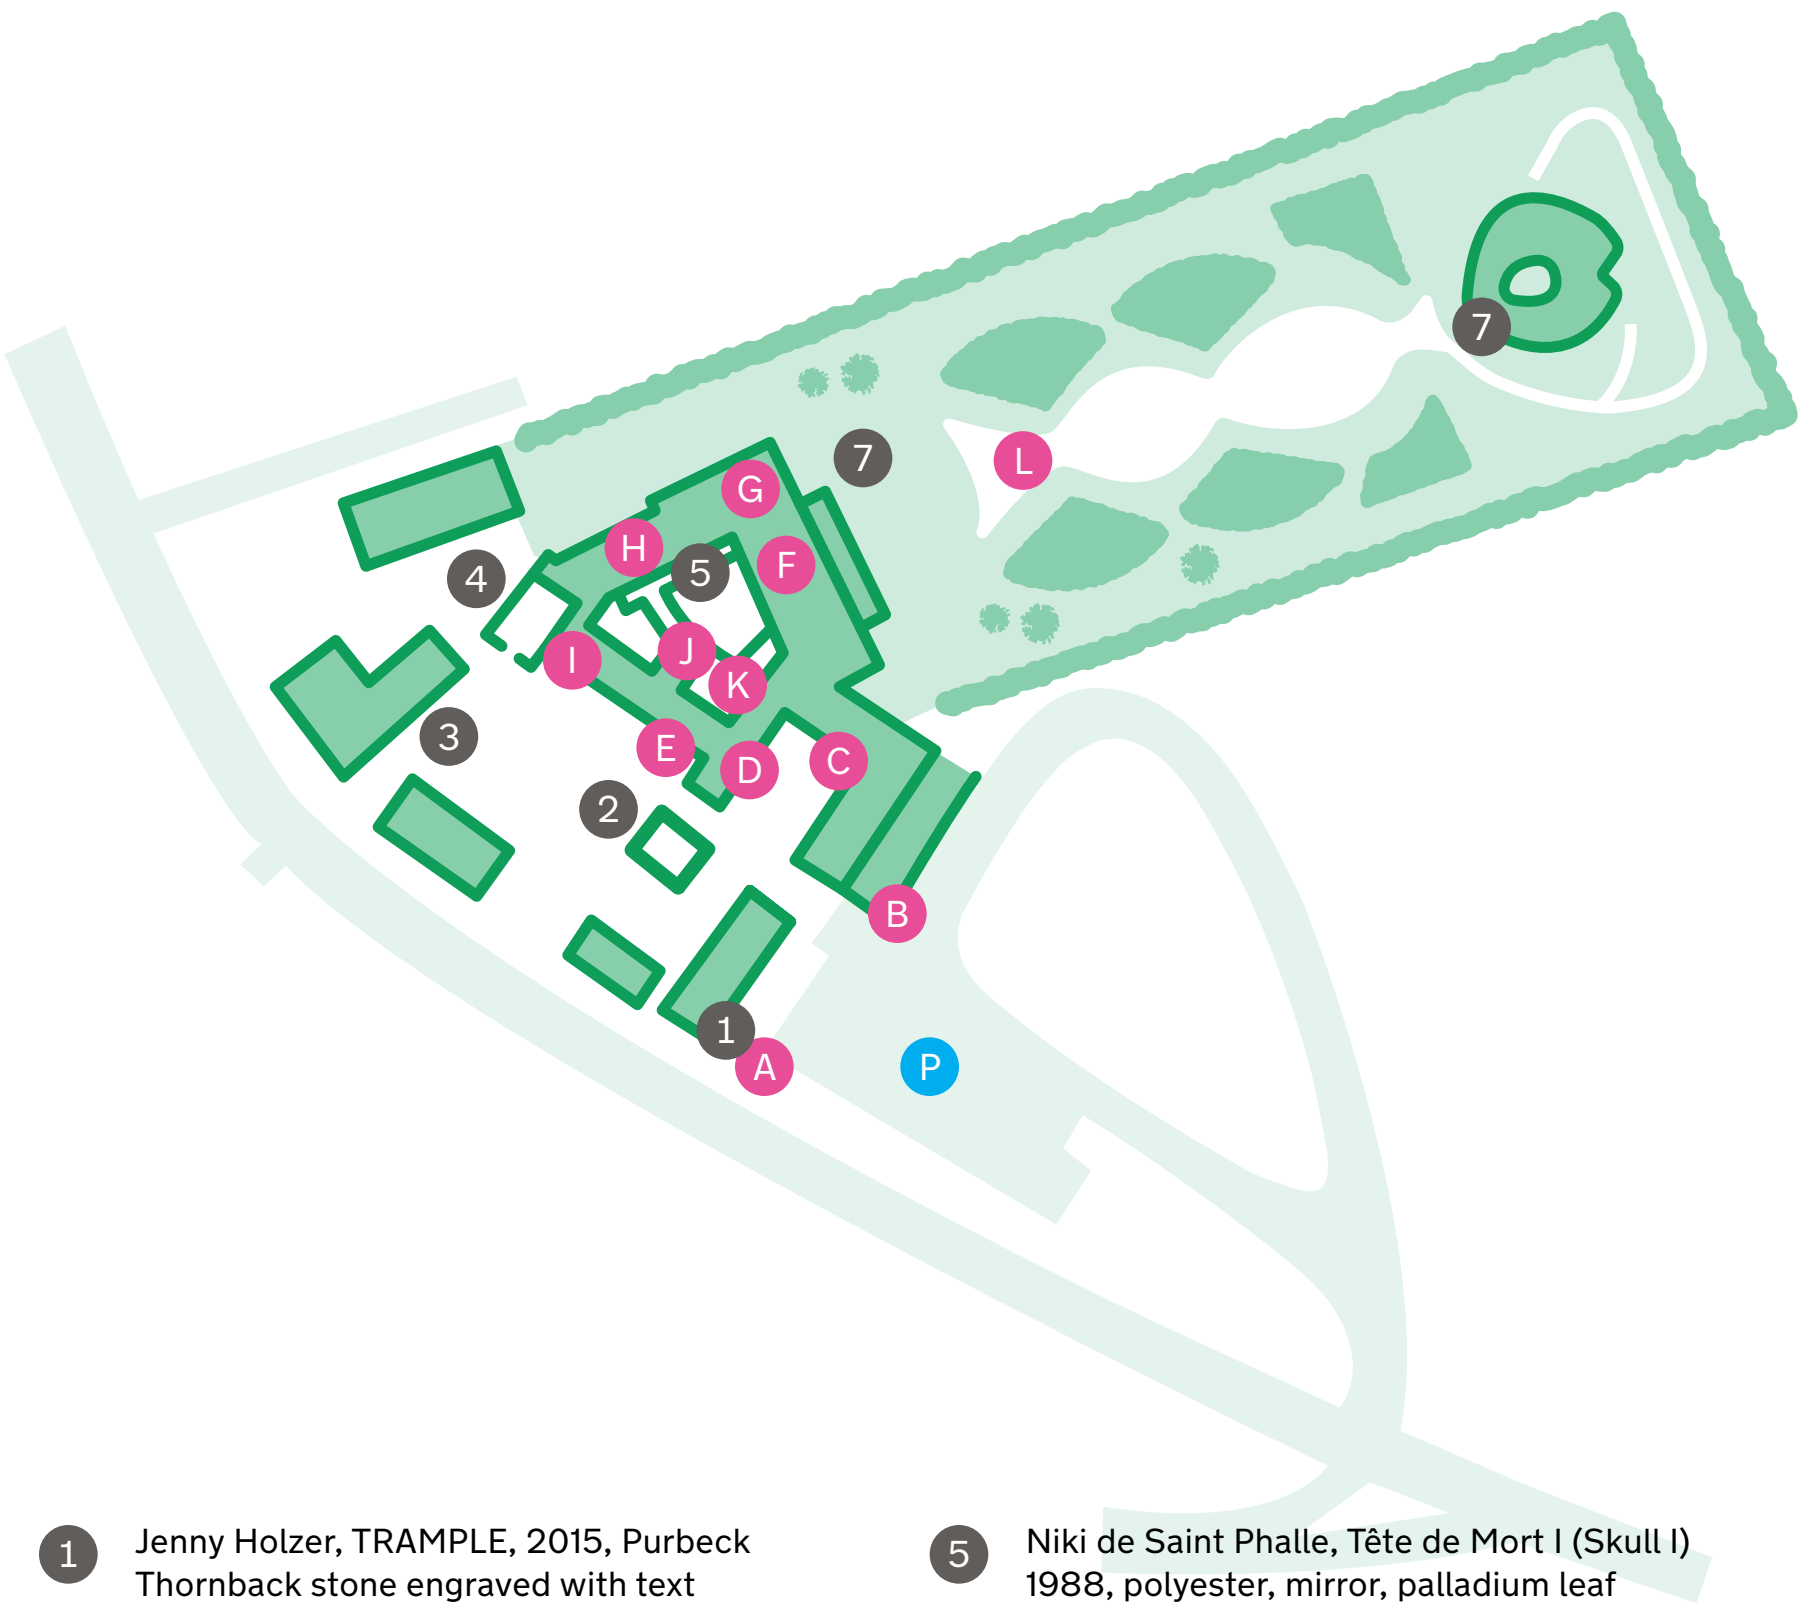 7
L
7
G
H
5
F
4
I
J
K
3
E
D
C
2
B
1
A
P
1
Jenny Holzer, TRAMPLE, 2015, Purbeck
Thornback stone engraved with text
5
Niki de Saint Phalle, Tête de Mort I (Skull I)
1988, polyester, mirror, palladium leaf